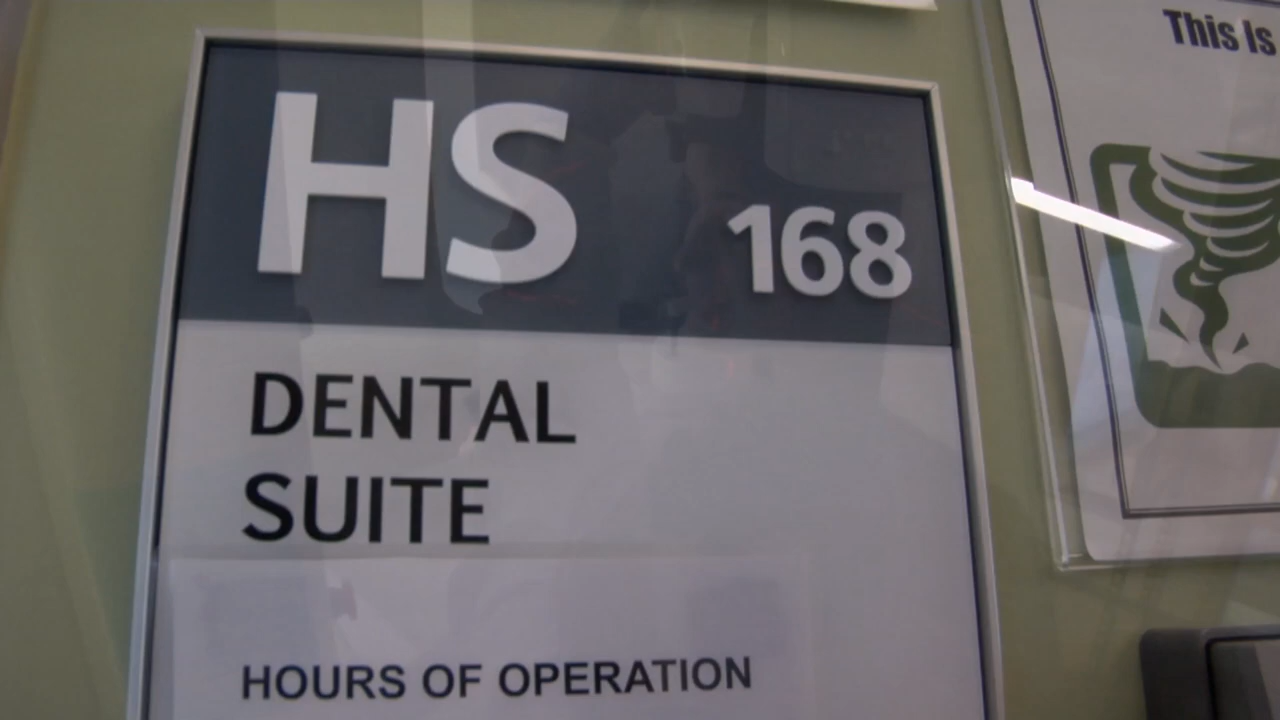 HS 168
DENTAL
SUITE
HOURS OF OPERATION
This Is